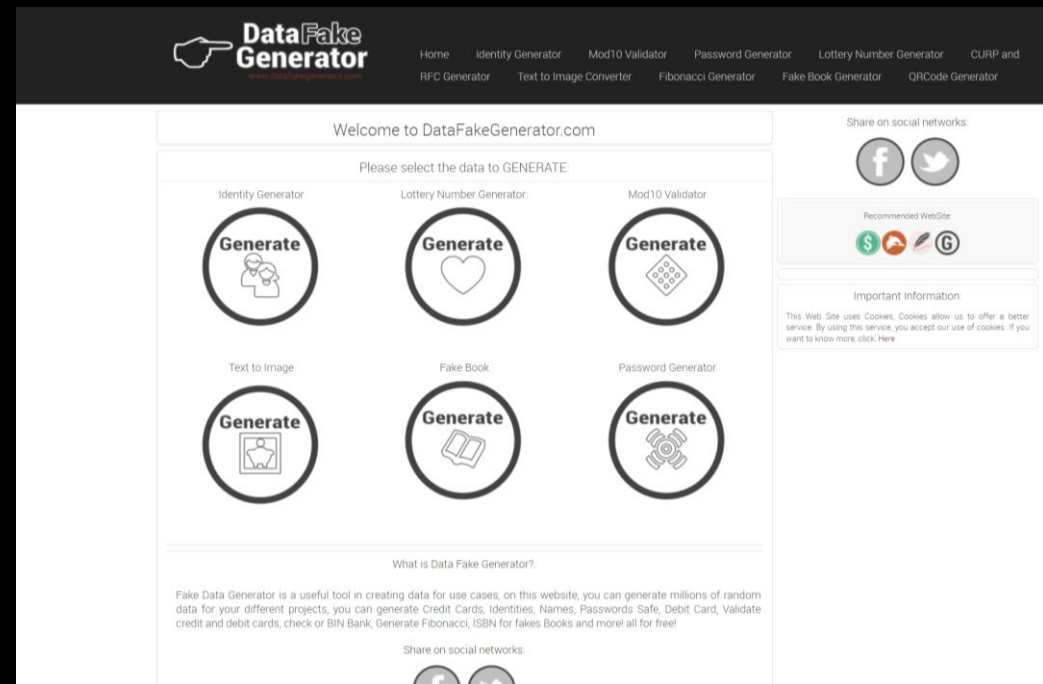 DataFake
Generator
www.datafakegenerator.com
Home Identity Generator Mod10 Validator Password Generator Lottery Number Generator CURP and
RFC Generator Text to Image Converter Fibonacci Generator Fake Book Generator QRCode Generator
Welcome to DataFakeGenerator.com
Please select the data to GENERATE:
Identity Generator
Lottery Number Generator:
Mod10 Validator
Generate
Generate
Generate
Text to Image
Fake Book
Password Generator
Generate
Generate
Generate
What is Data Fake Generator?.
Fake Data Generator is a useful tool in creating data for use cases, on this website, you can generate millions of random
data for your different projects, you can generate Credit Cards, Identities, Names, Passwords Safe, Debit Card, Validate
credit and debit cards, check or BIN Bank, Generate Fibonacci, ISBN for fakes Books and more! all for free!
Share on social networks:
Share on social networks:
Recommended WebSite
$ G
Important Information:
This Web Site uses Cookies, Cookies allow us to offer a better
service. By using this service, you accept our use of cookies. If you
want to know more, click: Here